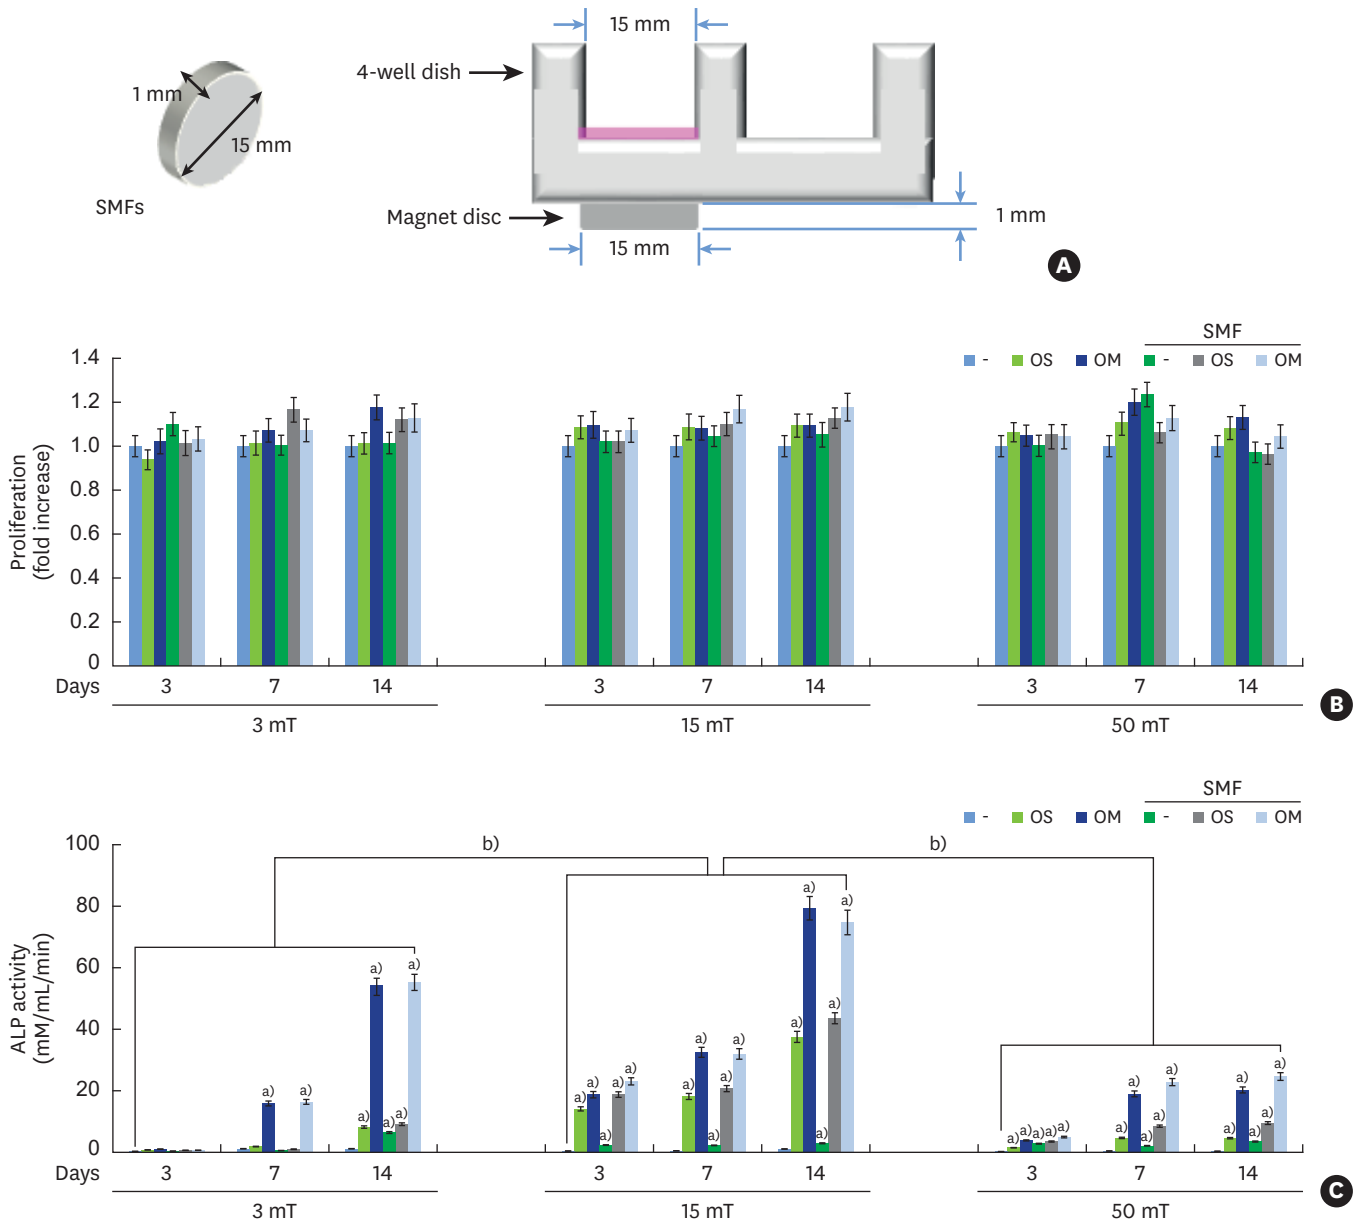 15 mm
4-well dish
1 mm
15 mm
SMFs
Magnet disc
1 mm
15 mm
A
SMF
- OS OM - OS OM
Proliferation
(fold increase)
1.4
1.2
1.0
0.8
0.6
0.4
0.2
0
Days 3 7 14 3 7 14 3 7 14
3 mT 15 mT 50 mT
B
SMF
- OS OM - OS OM
ALP activity
(mM/mL/min)
100
80
60
40
20
0
b) b)
a) a) a) a) a) a) a)
a) a) a) a) a) a) a) a) a) a) a) a) a) a) a)
a) a) a) a) a) a) a) a) a) a) a) a) a) a) a)
Days 3 7 14 3 7 14 3 7 14
3 mT 15 mT 50 mT
C